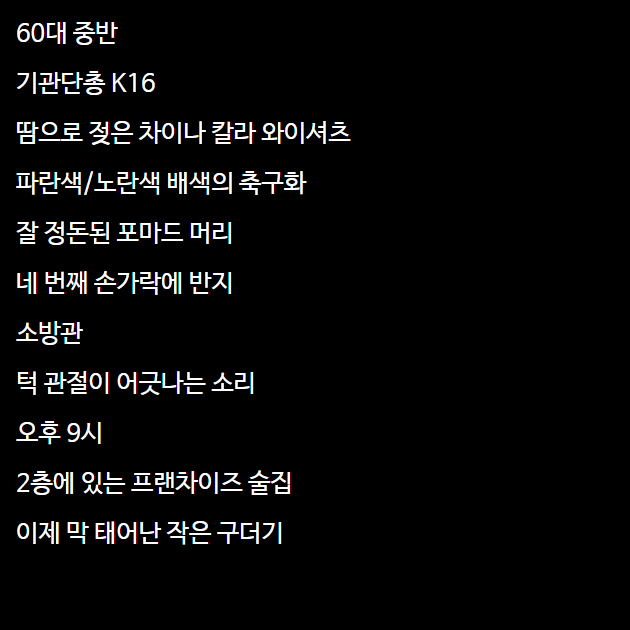 60대 중반
기관단총 K16
땀으로 젖은 차이나 칼라 와이셔츠
파란색/노란색 배색의 축구화
잘 정돈된 포마드 머리
네 번째 손가락에 반지
소방관
턱 관절이 어긋나는 소리
오후 9시
2층에 있는 프랜차이즈 술집
이제 막 태어난 작은 구더기